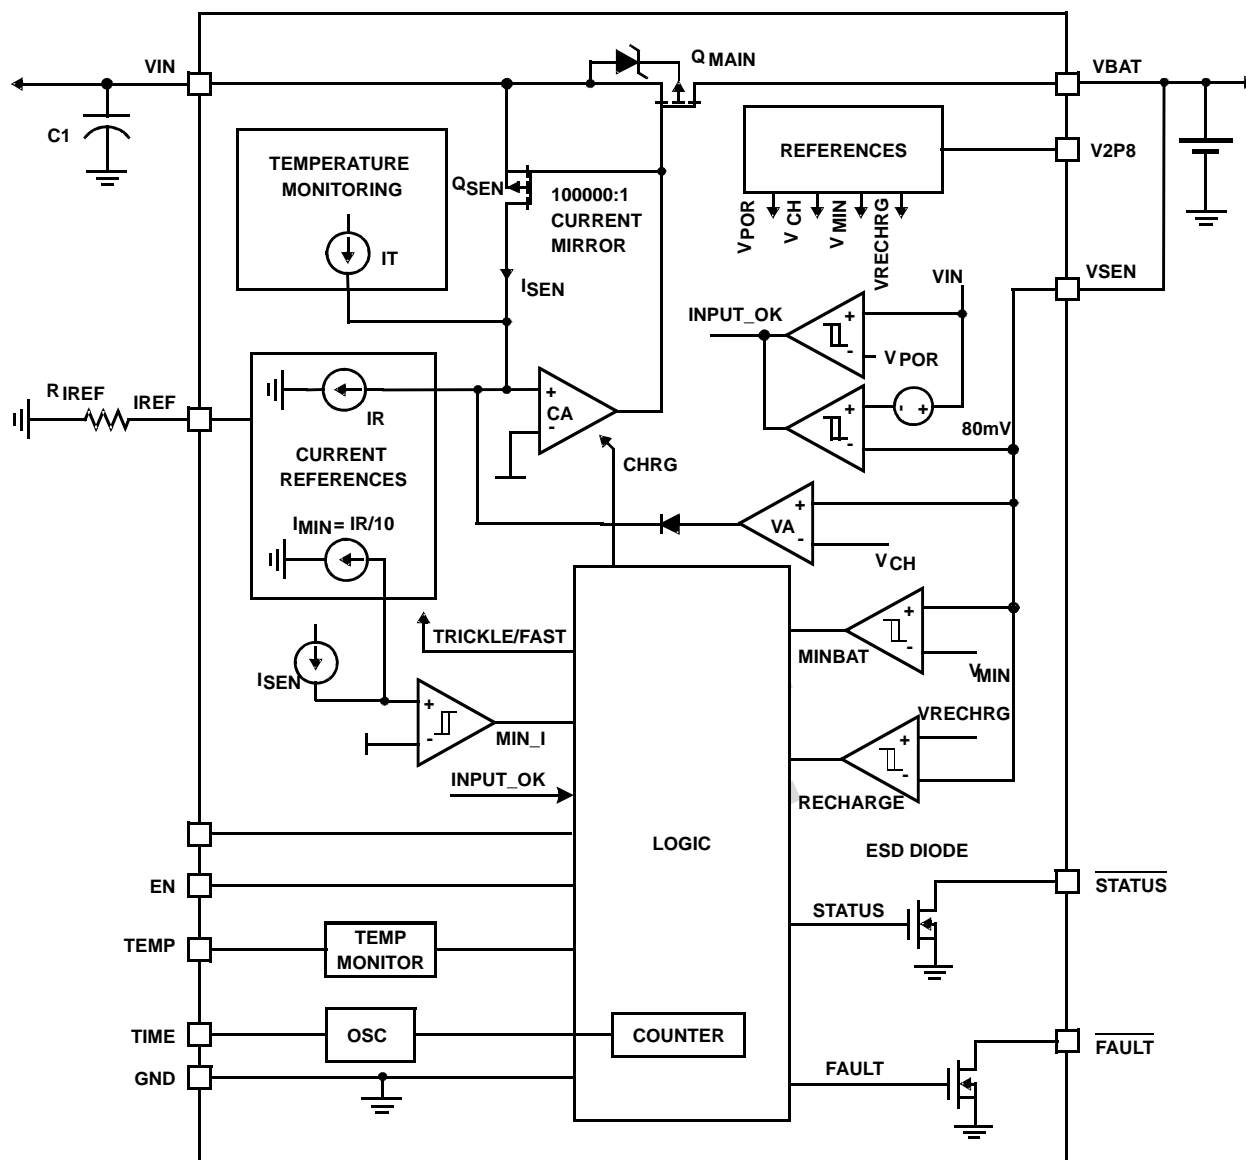 VIN
C1
Q MAIN
VBAT
TEMPERATURE
MONITORING
IT
QSEN
100000:1
CURRENT
MIRROR
ISEN
REFERENCES
V2P8
VPOR
VCH
VMIN
VRECHRG
VSEN
VIN
INPUT_OK
+
-
VPOR
+
-
- +
80mV
RIREF
IREF
IR
CURRENT
REFERENCES
IMIN = IR/10
+
CA
-
CHRG
+
VA
-
VCH
TRICKLE/FAST
ISEN
+
-
MIN_I
INPUT_OK
MINBAT
+
-
VMIN
VRECHRG
+
-
RECHARGE
LOGIC
ESD DIODE
EN
STATUS
STATUS
TEMP
TEMP
MONITOR
TIME
OSC
COUNTER
GND
FAULT
FAULT